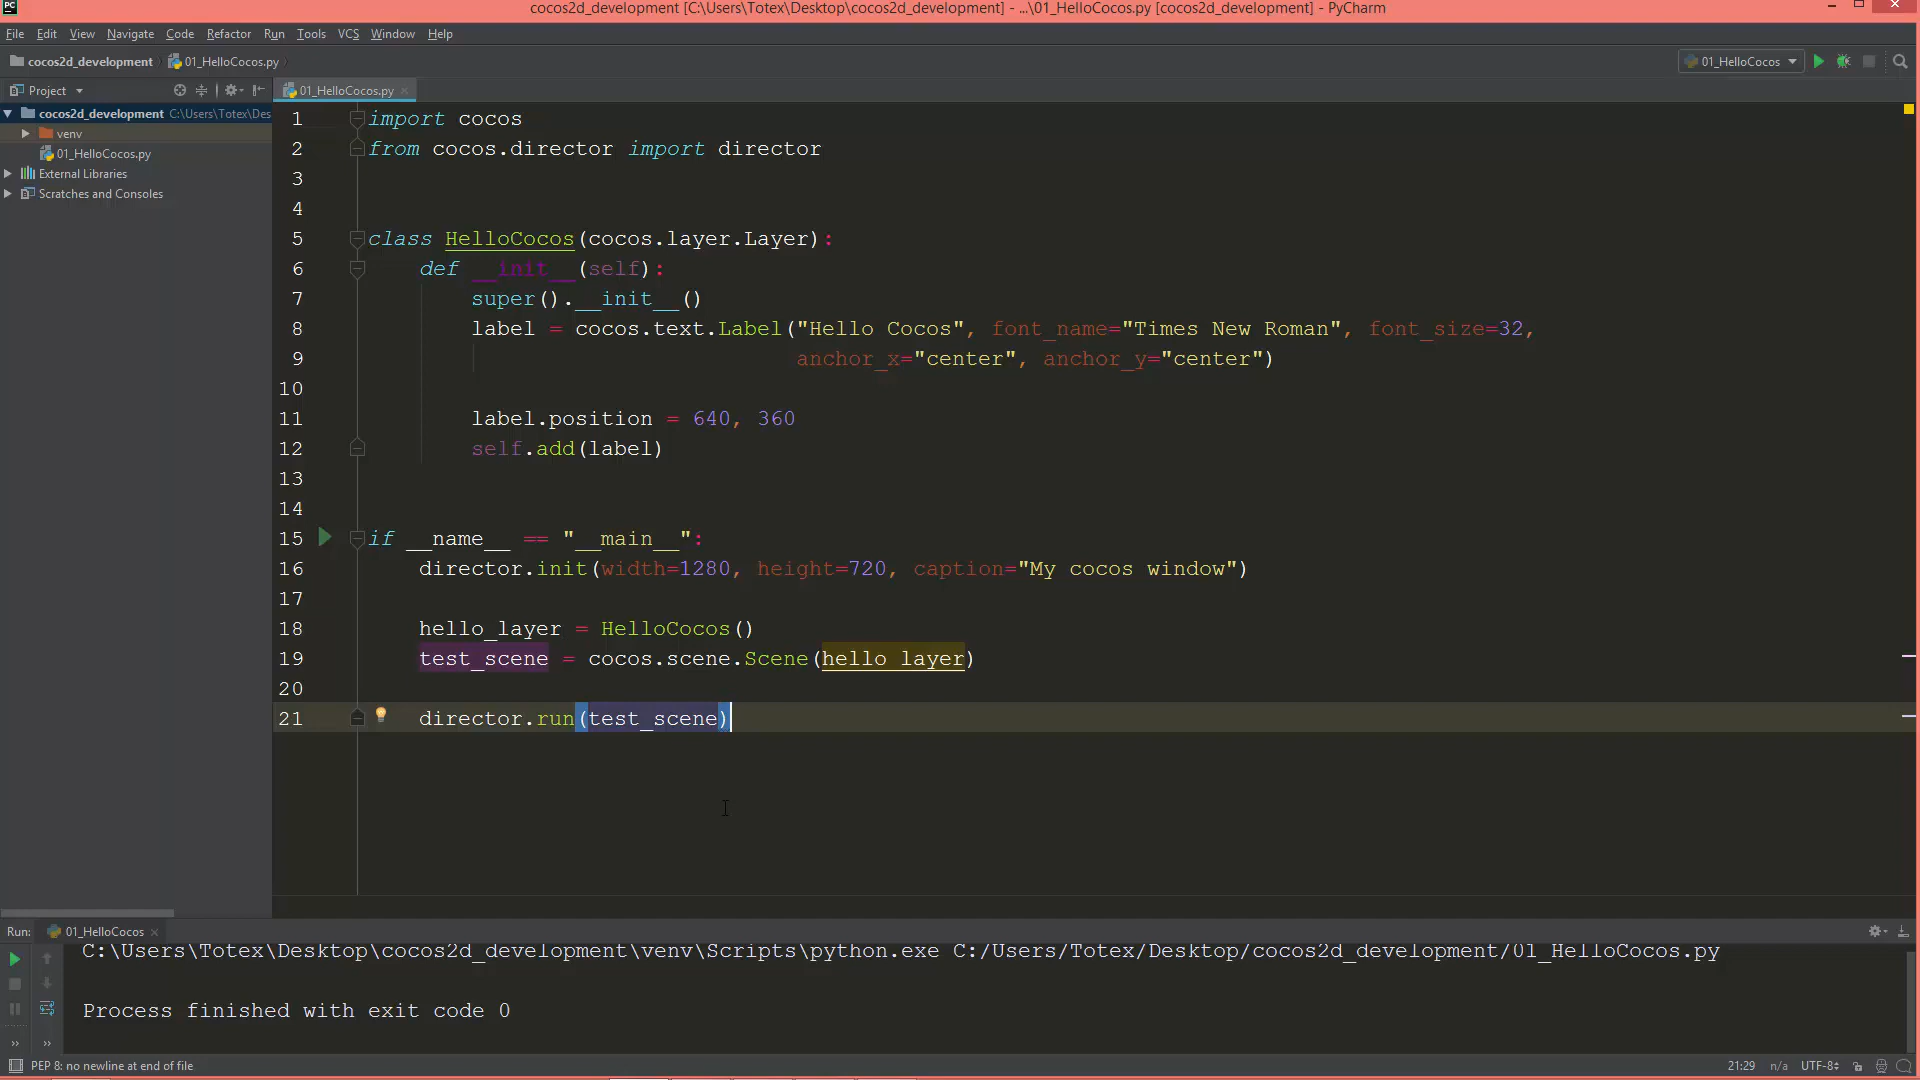 PC
cocos2d_development [C:\Users\Totex\Desktop\cocos2d_development] - ...\01_HelloCocos.py [cocos2d_development] - PyCharm
File Edit View Navigate Code Refactor Run Tools VCS Window Help
cocos2d_development 01_HelloCocos.py 01_HelloCocos
Project 01_HelloCocos.py
cocos2d_development C:\Users\Totex\Des
venv
01_HelloCocos.py
External Libraries
Scratches and Consoles
1 import cocos
2 from cocos.director import director
3
4
5 class HelloCocos(cocos.layer.Layer):
6 def __init__(self):
7 super().__init__()
8 label = cocos.text.Label("Hello Cocos", font_name="Times New Roman", font_size=32,
9 anchor_x="center", anchor_y="center")
10
11 label.position = 640, 360
12 self.add(label)
13
14
15 if __name__ == "__main__":
16 director.init(width=1280, height=720, caption="My cocos window")
17
18 hello_layer = HelloCocos()
19 test_scene = cocos.scene.Scene(hello_layer)
20
21 director.run(test_scene)
Run: 01_HelloCocos
C:\Users\Totex\Desktop\cocos2d_development\venv\Scripts\python.exe C:/Users/Totex/Desktop/cocos2d_development/01_HelloCocos.py
Process finished with exit code 0
PEP 8: no newline at end of file 21:29 n/a UTF-8